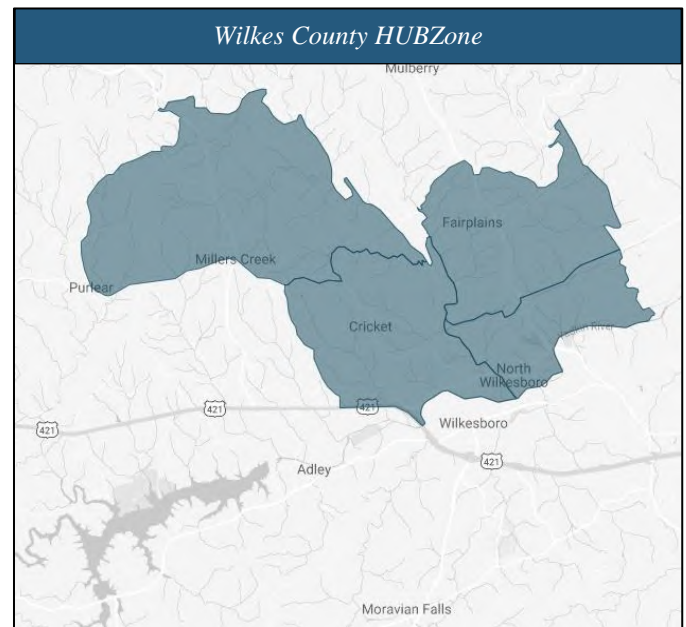 Wilkes County HUBZone
Mulberry
Fairplains
Millers Creek
Purlear
Cricket
River
North
Wilkesboro
421
421
Wilkesboro
421
421
Adley
Moravian Falls